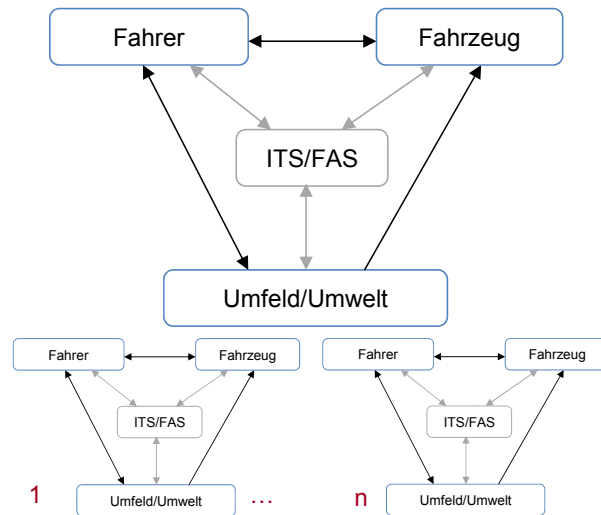 Fahrer
Fahrzeug
ITS/FAS
Umfeld/Umwelt
Fahrer
Fahrzeug
ITS/FAS
1
Umfeld/Umwelt
...
Fahrer
Fahrzeug
ITS/FAS
n
Umfeld/Umwelt